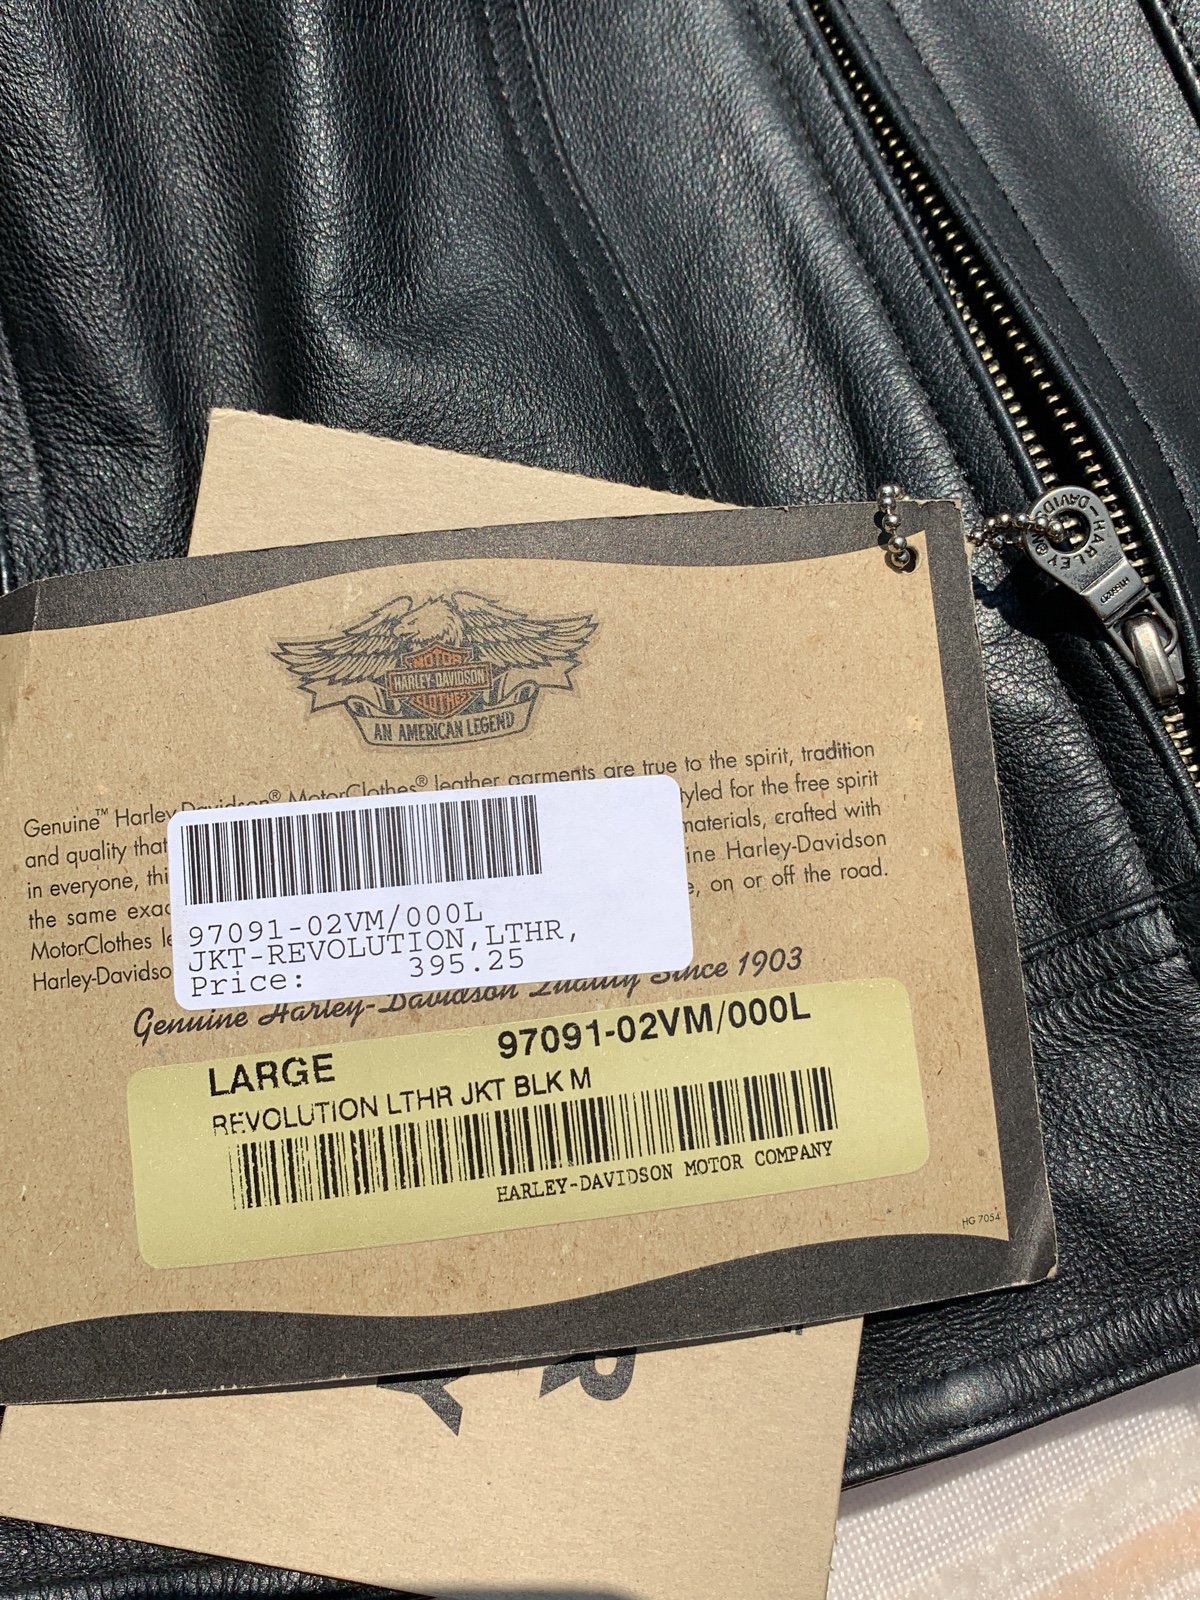 MOTOR
HARLEY-DAVIDSON
CLOTHES
AN AMERICAN LEGEND
Genuine™ Harley-Davidson® MotorClothes® leather garments are true to the spirit, tradition
and quality that tyled for the free spirit
in everyone, thi materials, crafted with
the same exac ine Harley-Davidson
MotorClothes le e, on or off the road.
Harley-Davidso
97091-02VM/000L
JKT-REVOLUTION,LTHR,
Price: 395.25
Genuine Harley-Davidson Quality Since 1903
LARGE 97091-02VM/000L
REVOLUTION LTHR JKT BLK M
HARLEY-DAVIDSON MOTOR COMPANY
HG 7054
HARLEY-DAVIDSON®
R
Y